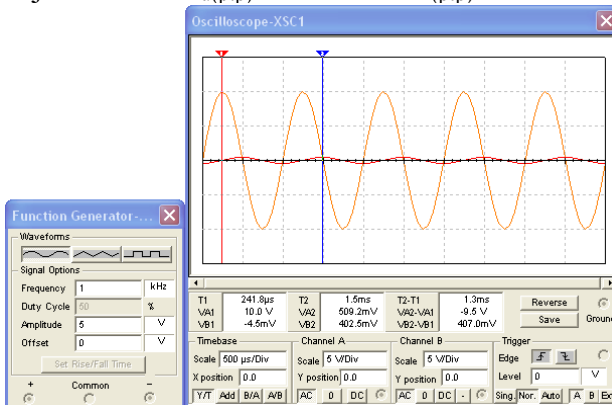 Oscilloscope-XSC1
Function Generator-...
Waveforms
Signal Options
Frequency 1 kHz
Duty Cycle 50 %
Amplitude 5 V
Offset 0 V
Set Rise/Fall Time
+ Common −
T1 241.8µs T2 1.5ms T2-T1 1.3ms
VA1 10.0 V VA2 509.2mV VA2-VA1 -9.5 V
VB1 -4.5mV VB2 402.5mV VB2-VB1 407.0mV
Reverse
Save
Ground
Timebase
Scale 500 µs/Div
X position 0.0
Y/T Add B/A A/B
Channel A
Scale 5 V/Div
Y position 0.0
AC 0 DC
Channel B
Scale 5 V/Div
Y position 0.0
AC 0 DC -
Trigger
Edge
Level 0 V
Sing. Nor. Auto A B